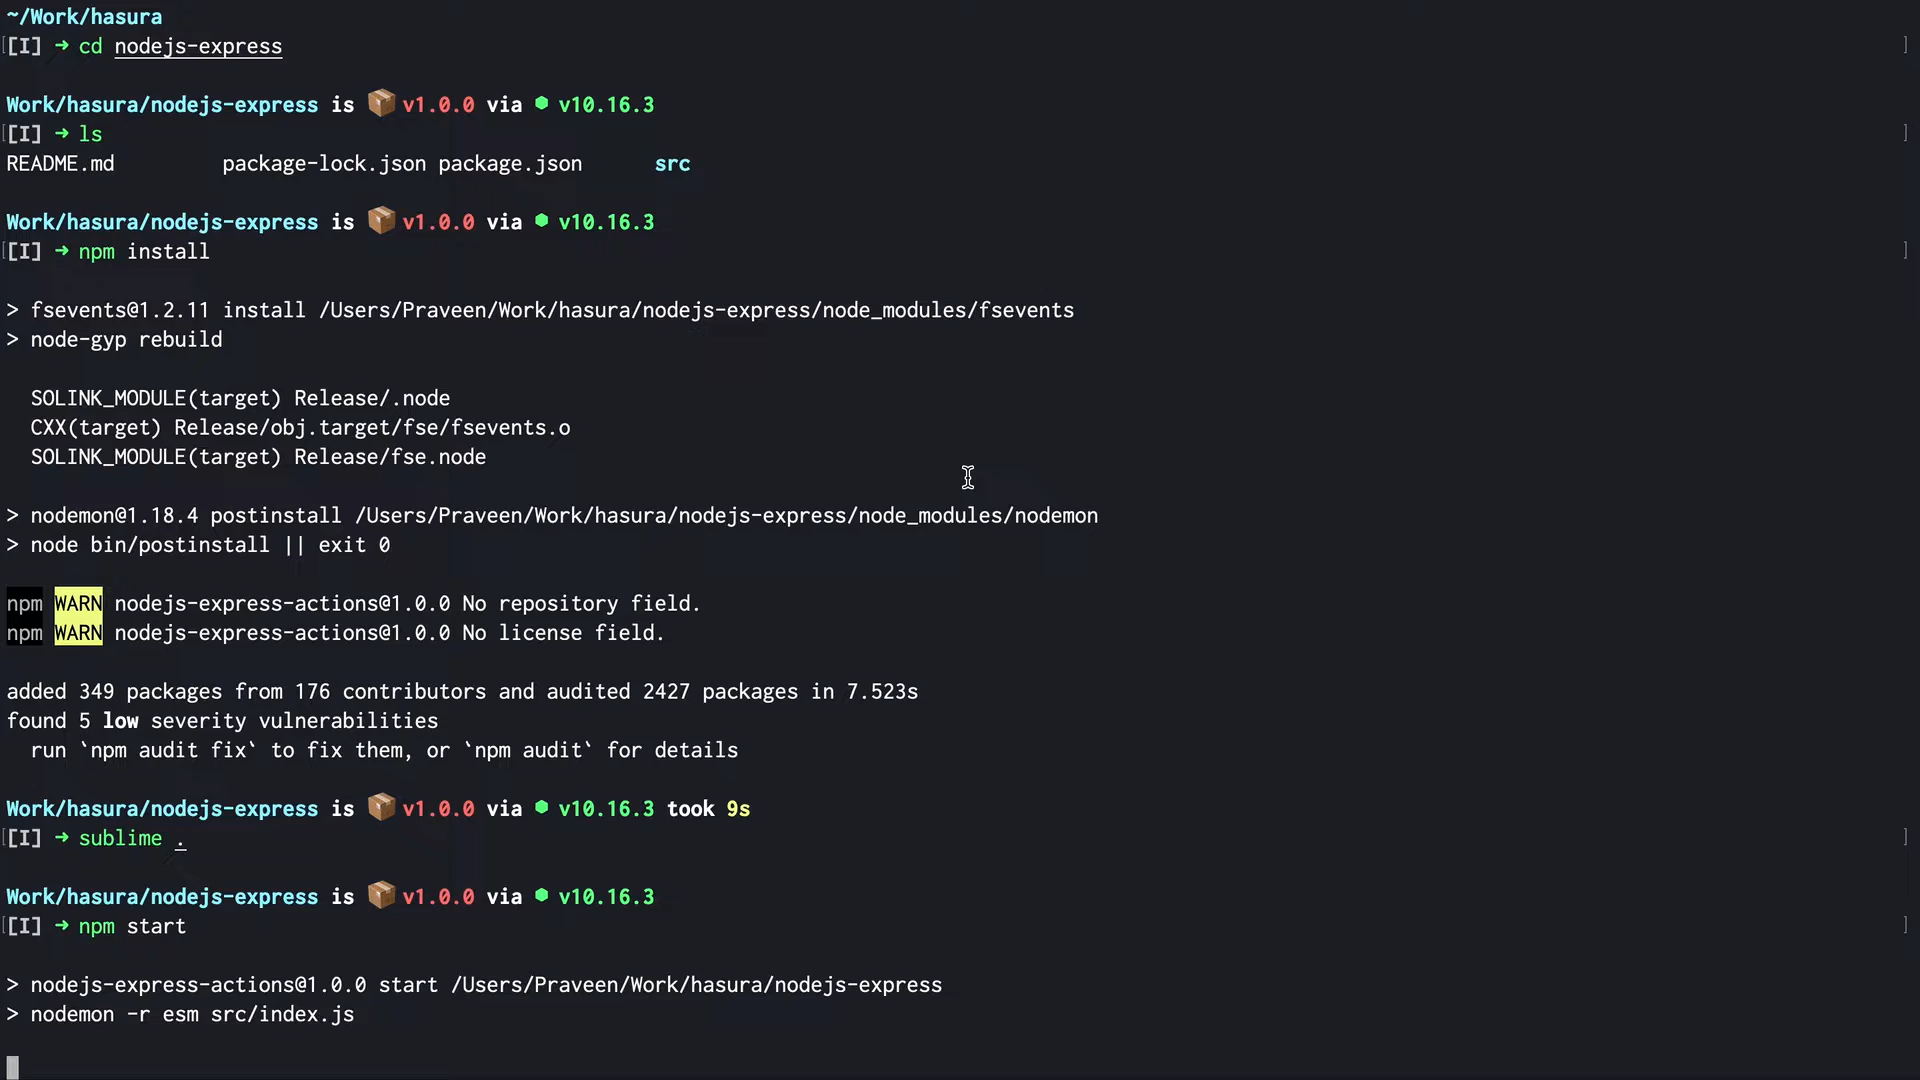 ~/Work/hasura
[I] ➜ cd nodejs-express
Work/hasura/nodejs-express is 📦 v1.0.0 via ⬢ v10.16.3
[I] ➜ ls
README.md package-lock.json package.json src
Work/hasura/nodejs-express is 📦 v1.0.0 via ⬢ v10.16.3
[I] ➜ npm install
> fsevents@1.2.11 install /Users/Praveen/Work/hasura/nodejs-express/node_modules/fsevents
> node-gyp rebuild
SOLINK_MODULE(target) Release/.node
CXX(target) Release/obj.target/fse/fsevents.o
SOLINK_MODULE(target) Release/fse.node
> nodemon@1.18.4 postinstall /Users/Praveen/Work/hasura/nodejs-express/node_modules/nodemon
> node bin/postinstall || exit 0
npm WARN nodejs-express-actions@1.0.0 No repository field.
npm WARN nodejs-express-actions@1.0.0 No license field.
added 349 packages from 176 contributors and audited 2427 packages in 7.523s
found 5 low severity vulnerabilities
run `npm audit fix` to fix them, or `npm audit` for details
Work/hasura/nodejs-express is 📦 v1.0.0 via ⬢ v10.16.3 took 9s
[I] ➜ sublime .
Work/hasura/nodejs-express is 📦 v1.0.0 via ⬢ v10.16.3
[I] ➜ npm start
> nodejs-express-actions@1.0.0 start /Users/Praveen/Work/hasura/nodejs-express
> nodemon -r esm src/index.js